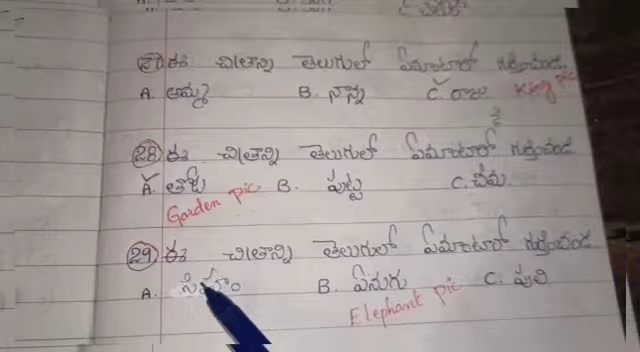 27 ఈ చిత్రాన్ని తెలుగులో ఏమంటారో గుర్తించండి
A. అమ్మ B. నాన్న C. రాజు King pic
28 ఈ చిత్రాన్ని తెలుగులో ఏమంటారో గుర్తించండి
A. తోట B. పిట్ట C. చీమ
Garden pic
29 ఈ చిత్రాన్ని తెలుగులో ఏమంటారో గుర్తించండి
A. సింహం B. ఏనుగు C. పులి
Elephant pic